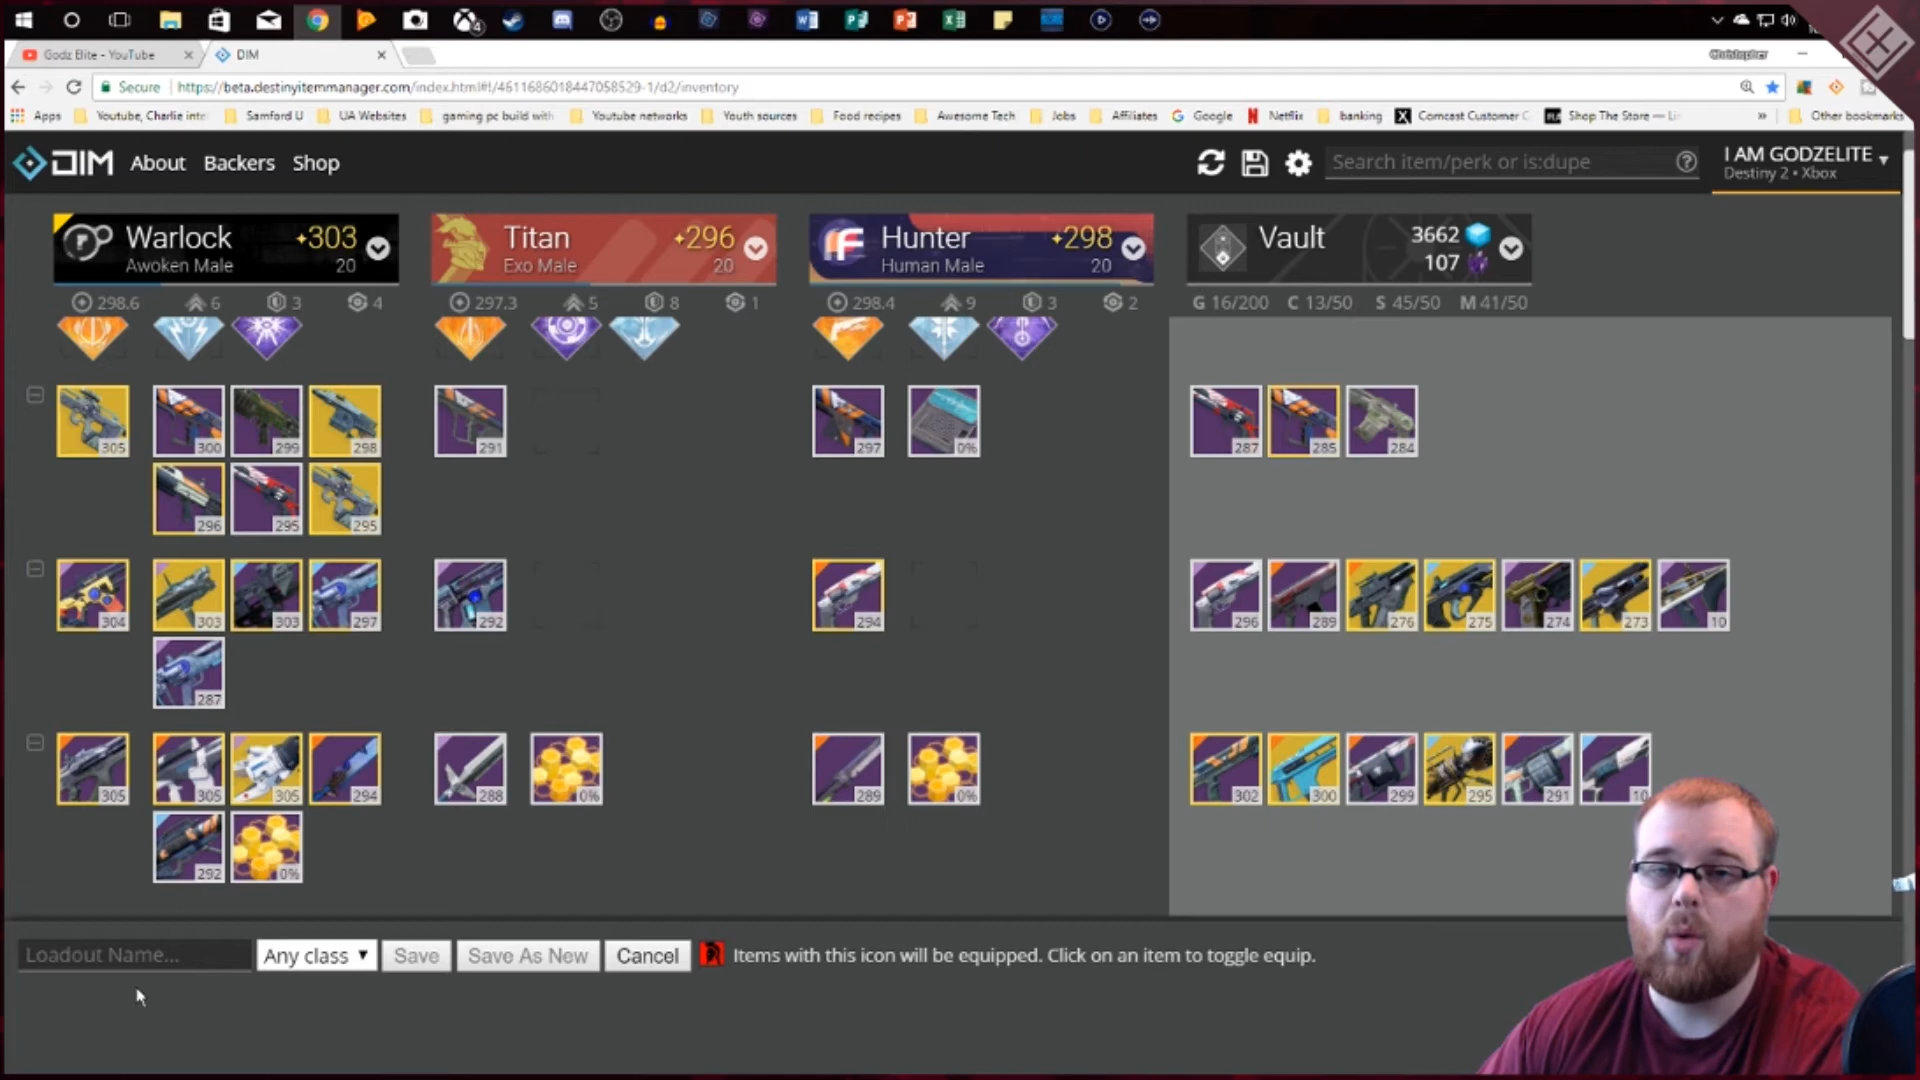 Godz Elite - YouTube
DIM
Christopher
Secure https://beta.destinyitemmanager.com/index.html#!/4611686018447058529-1/d2/inventory
Apps Youtube, Charlie inte Samford U UA Websites gaming pc build with Youtube networks Youth sources Food recipes Awesome Tech Jobs Affiliates Google Netflix banking Comcast Customer C Shop The Store — Li » Other bookmarks
DIM About Backers Shop
Search item/perk or is:dupe
I AM GODZELITE
Destiny 2 • Xbox
Warlock +303
Awoken Male 20
Titan +296
Exo Male 20
Hunter +298
Human Male 20
Vault 3662
107
298.6 6 3 4
297.3 5 8 1
298.4 9 3 2
G 16/200 C 13/50 S 45/50 M 41/50
305 300 299 298 291 297 0% 287 285 284
296 295 295
304 303 303 297 292 294 296 289 276 275 274 273 10
287
305 305 305 294 288 0% 289 0% 302 300 299 295 291 10
292 0%
Loadout Name... Any class Save Save As New Cancel Items with this icon will be equipped. Click on an item to toggle equip.